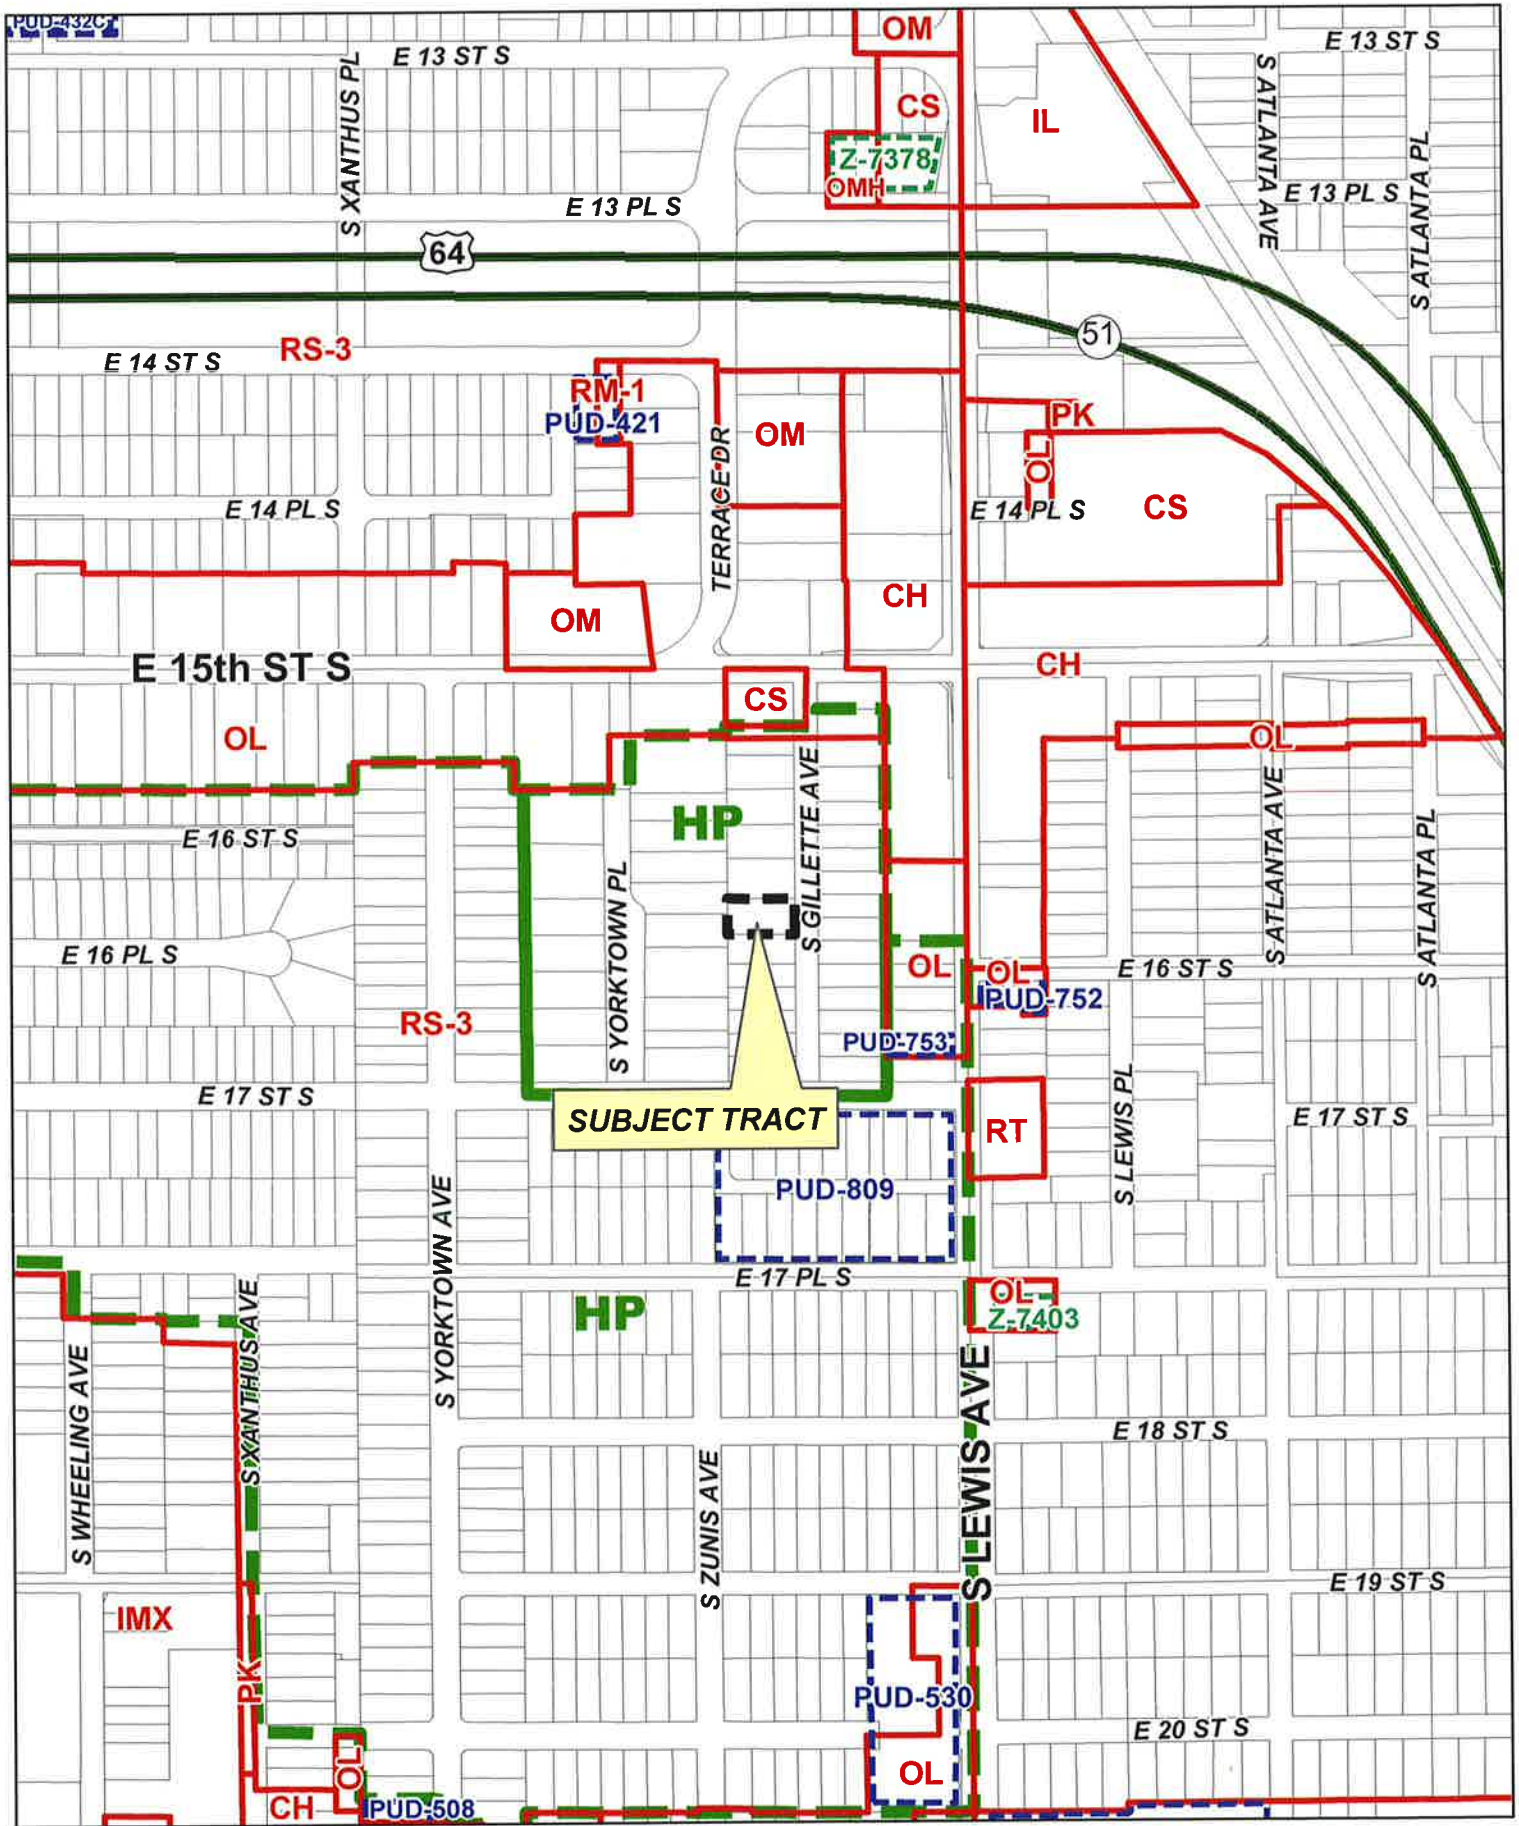 PUD-432C
OM
E 13 ST S
E 13 ST S
S XANTHUS PL
S ATLANTA AVE
CS
IL
Z-7378
OMH
S ATLANTA PL
E 13 PL S
E 13 PL S
64
51
RS-3
E 14 ST S
RM-1
PUD-421
OM
TERRACE DR
PK
OL
CS
E 14 PL S
E 14 PL S
CH
OM
E 15th ST S
CH
CS
OL
OL
S GILLETTE AVE
S ATLANTA AVE
S ATLANTA PL
HP
E 16 ST S
S YORKTOWN PL
E 16 PL S
OL
OL
E 16 ST S
PUD-752
RS-3
PUD-753
E 17 ST S
SUBJECT TRACT
RT
S LEWIS PL
E 17 ST S
PUD-809
S YORKTOWN AVE
E 17 PL S
HP
OL
Z-7403
S XANTHUS AVE
S WHEELING AVE
S LEWIS AVE
E 18 ST S
S ZUNIS AVE
E 19 ST S
IMX
PK
PUD-530
E 20 ST S
OL
OL
CH
PUD-508